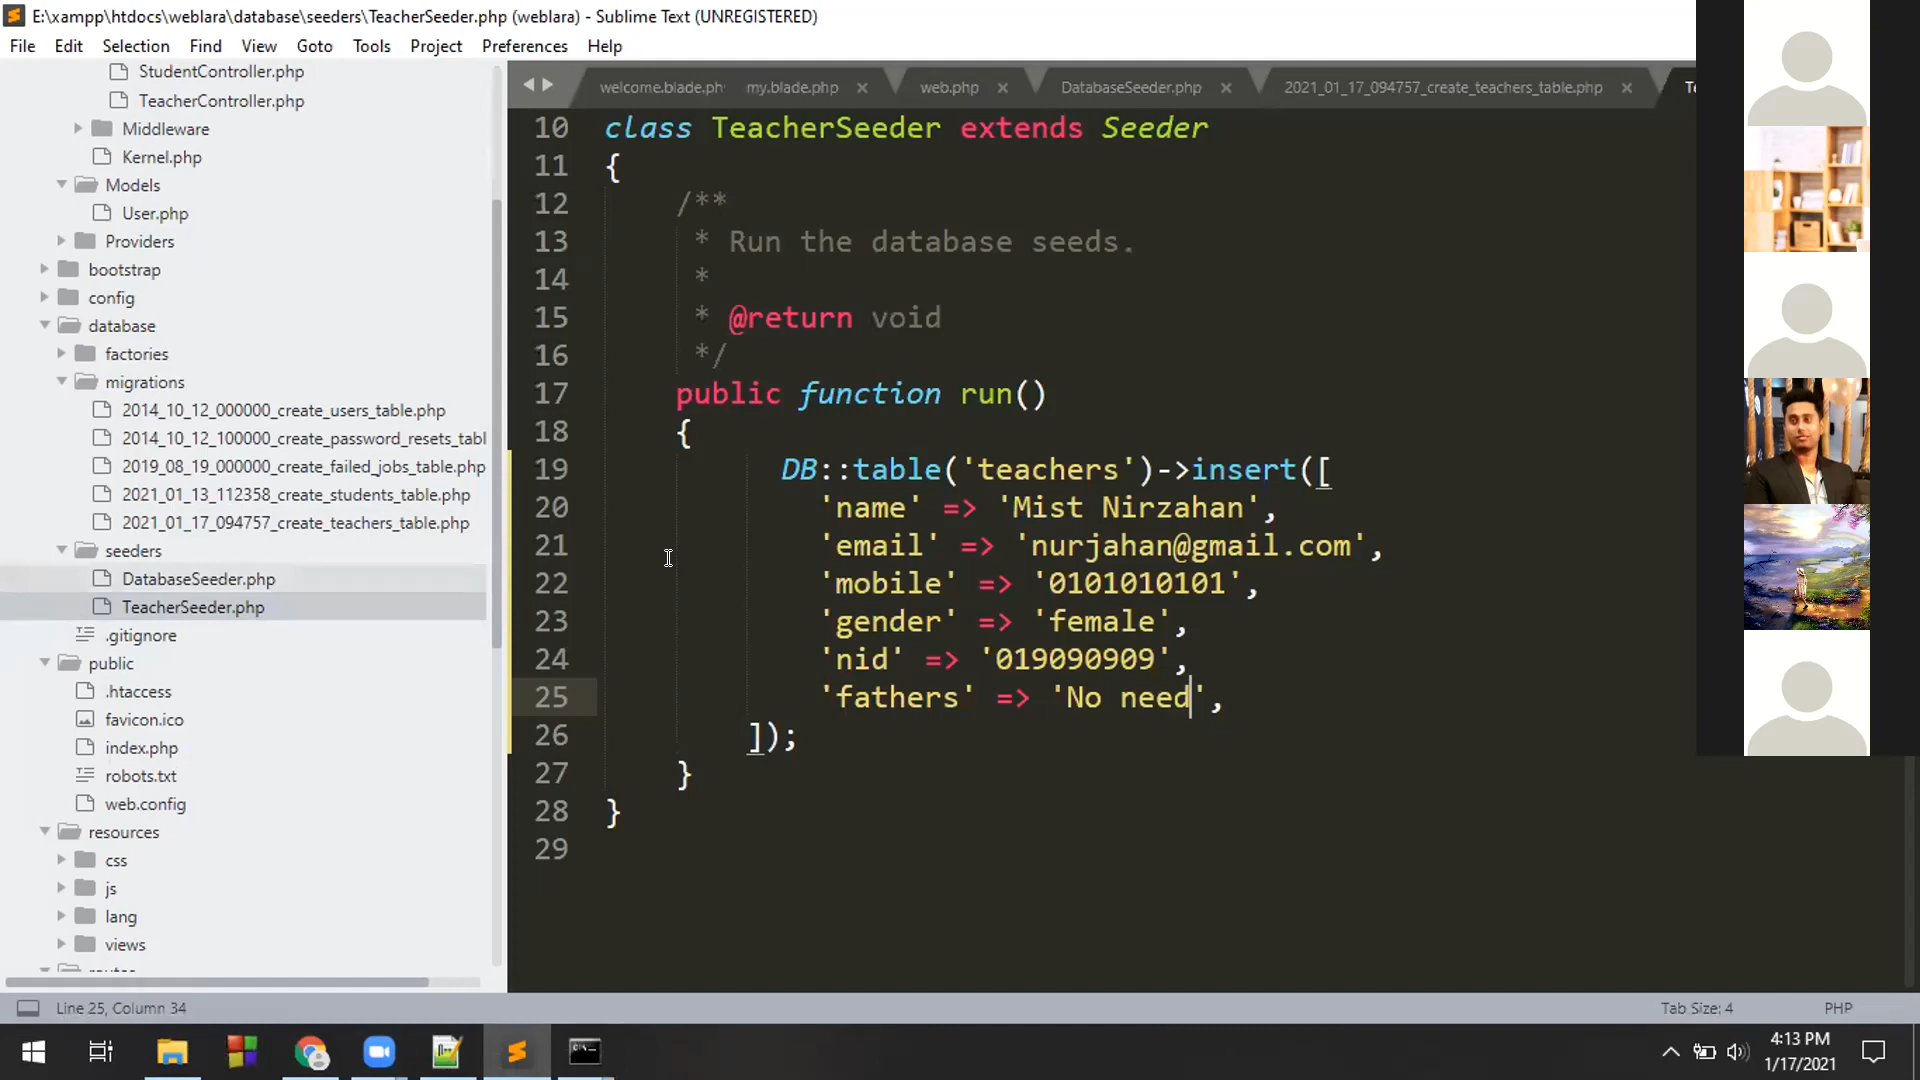 E:\xampp\htdocs\weblara\database\seeders\TeacherSeeder.php (weblara) - Sublime Text (UNREGISTERED)
File Edit Selection Find View Goto Tools Project Preferences Help
StudentController.php
TeacherController.php
Middleware
Kernel.php
Models
User.php
Providers
bootstrap
config
database
factories
migrations
2014_10_12_000000_create_users_table.php
2014_10_12_100000_create_password_resets_tabl
2019_08_19_000000_create_failed_jobs_table.php
2021_01_13_112358_create_students_table.php
2021_01_17_094757_create_teachers_table.php
seeders
DatabaseSeeder.php
TeacherSeeder.php
.gitignore
public
.htaccess
favicon.ico
index.php
robots.txt
web.config
resources
css
js
lang
views
welcome.blade.ph my.blade.php web.php DatabaseSeeder.php 2021_01_17_094757_create_teachers_table.php Te
10 class TeacherSeeder extends Seeder
11 {
12 /**
13 * Run the database seeds.
14 *
15 * @return void
16 */
17 public function run()
18 {
19 DB::table('teachers')->insert([
20 'name' => 'Mist Nirzahan',
21 'email' => 'nurjahan@gmail.com',
22 'mobile' => '0101010101',
23 'gender' => 'female',
24 'nid' => '019090909',
25 'fathers' => 'No need',
26 ]);
27 }
28 }
29
Line 25, Column 34 Tab Size: 4 PHP
4:13 PM
1/17/2021